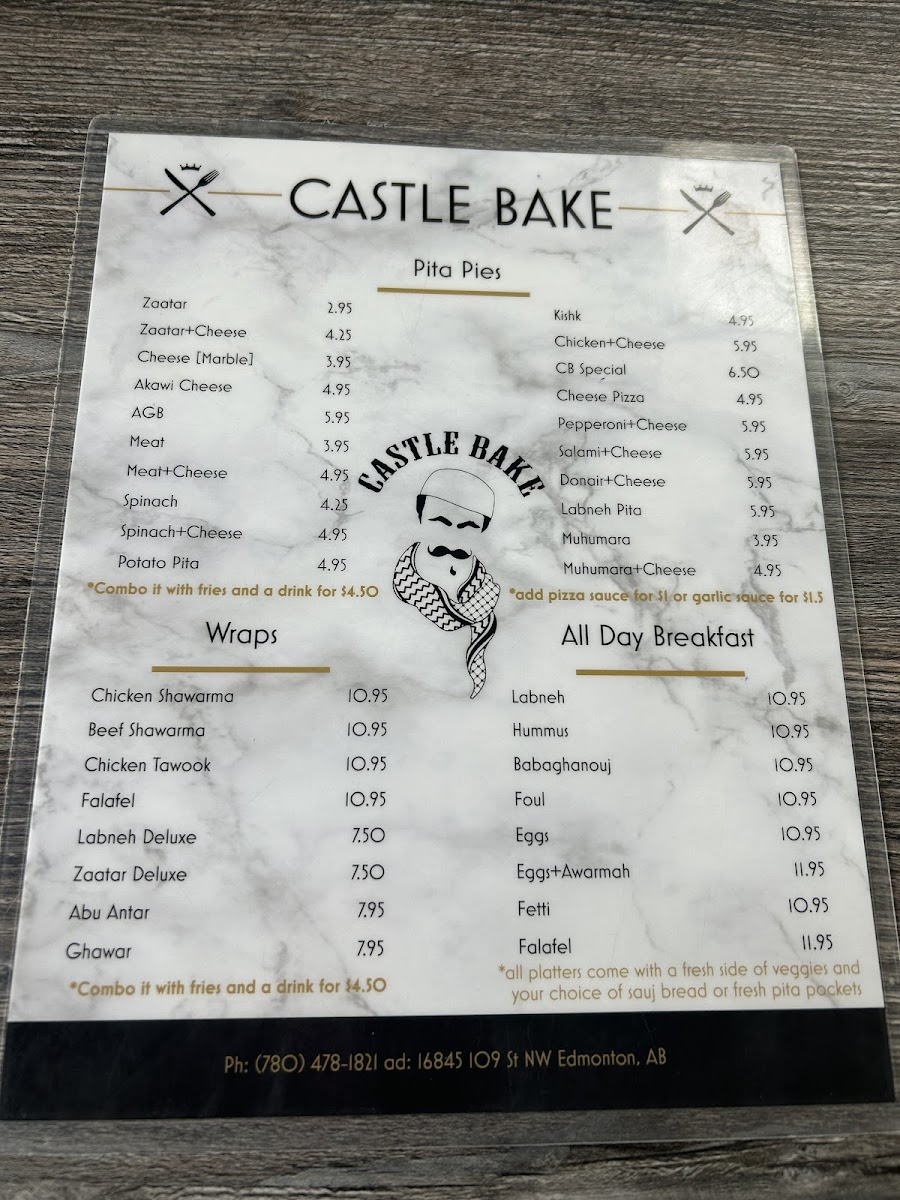 CASTLE BAKE
Pita Pies
Zaatar 2.95
Zaatar+Cheese 4.25
Cheese [Marble] 3.95
Akawi Cheese 4.95
AGB 5.95
Meat 3.95
Meat+Cheese 4.95
Spinach 4.25
Spinach+Cheese 4.95
Potato Pita 4.95
*Combo it with fries and a drink for $4.50
Kishk 4.95
Chicken+Cheese 5.95
CB Special 6.50
Cheese Pizza 4.95
Pepperoni+Cheese 5.95
Salami+Cheese 5.95
Donair+Cheese 5.95
Labneh Pita 5.95
Muhumara 3.95
Muhumara+Cheese 4.95
*add pizza sauce for $1 or garlic sauce for $1.5
CASTLE BAKE
Wraps
Chicken Shawarma 10.95
Beef Shawarma 10.95
Chicken Tawook 10.95
Falafel 10.95
Labneh Deluxe 7.50
Zaatar Deluxe 7.50
Abu Antar 7.95
Ghawar 7.95
*Combo it with fries and a drink for $4.50
All Day Breakfast
Labneh 10.95
Hummus 10.95
Babaghanouj 10.95
Foul 10.95
Eggs 10.95
Eggs+Awarmah 11.95
Fetti 10.95
Falafel 11.95
*all platters come with a fresh side of veggies and
your choice of sauj bread or fresh pita pockets
Ph: (780) 478-1821 ad: 16845 109 St NW Edmonton, AB